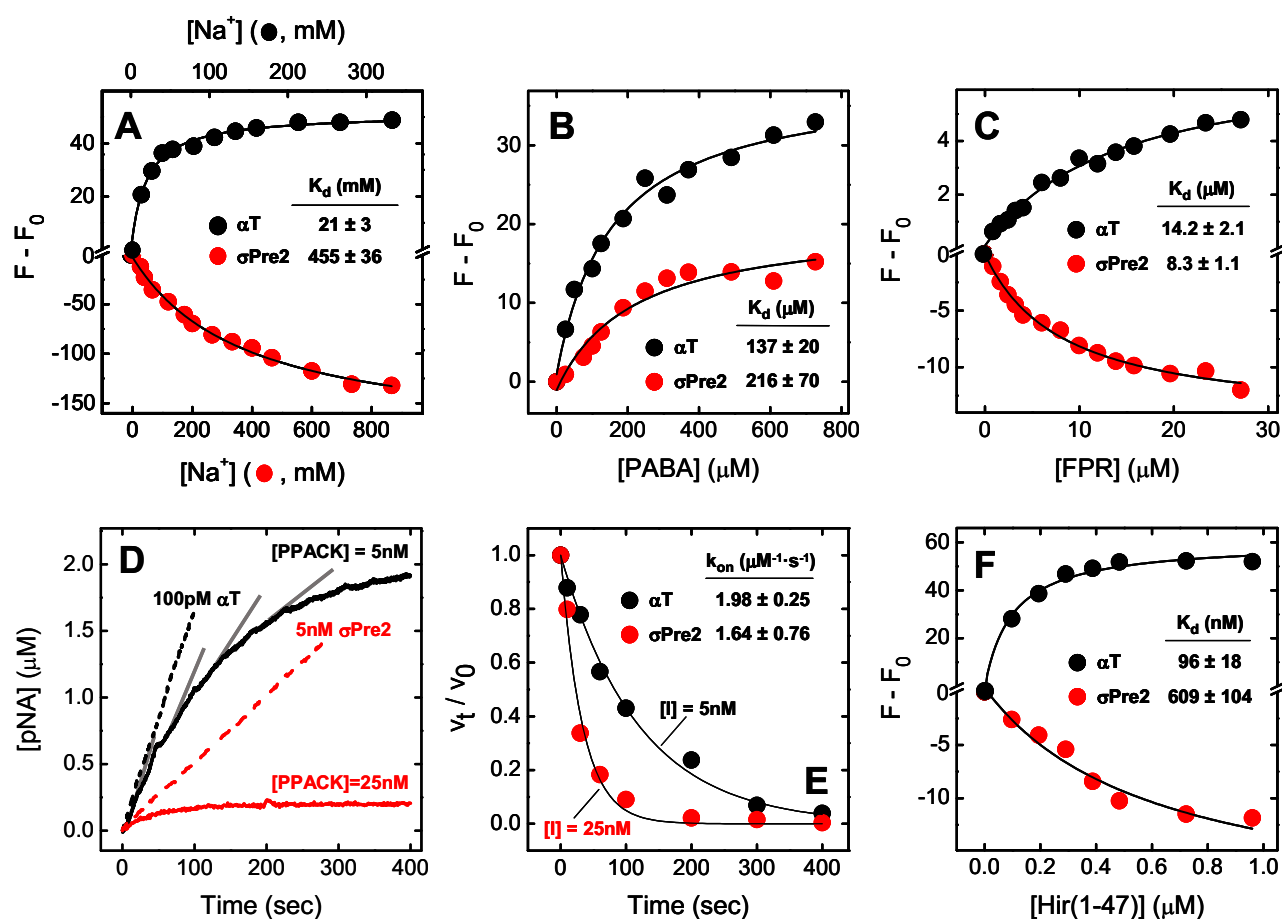 [Na⁺] (●, mM)
0 100 200 300
A
40
20
0
-50
-100
-150
F - F₀
K_d (mM)
αT 21 ± 3
σPre2 455 ± 36
0 200 400 600 800
[Na⁺] (●, mM)
B
30
20
10
0
F - F₀
K_d (μM)
αT 137 ± 20
σPre2 216 ± 70
0 200 400 600 800
[PABA] (μM)
C
4
2
0
-5
-10
F - F₀
K_d (μM)
αT 14.2 ± 2.1
σPre2 8.3 ± 1.1
0 10 20 30
[FPR] (μM)
D
2.0
1.5
1.0
0.5
0.0
[pNA] (μM)
[PPACK] = 5nM
100pM αT
5nM σPre2
[PPACK]=25nM
0 100 200 300 400
Time (sec)
1.0
0.8
0.6
0.4
0.2
0.0
v_t / v_0
k_on (μM⁻¹·s⁻¹)
αT 1.98 ± 0.25
σPre2 1.64 ± 0.76
[I] = 5nM
E
[I] = 25nM
0 100 200 300 400
Time (sec)
60
40
20
0
-5
-10
F - F₀
F
K_d (nM)
αT 96 ± 18
σPre2 609 ± 104
0.0 0.2 0.4 0.6 0.8 1.0
[Hir(1-47)] (μM)